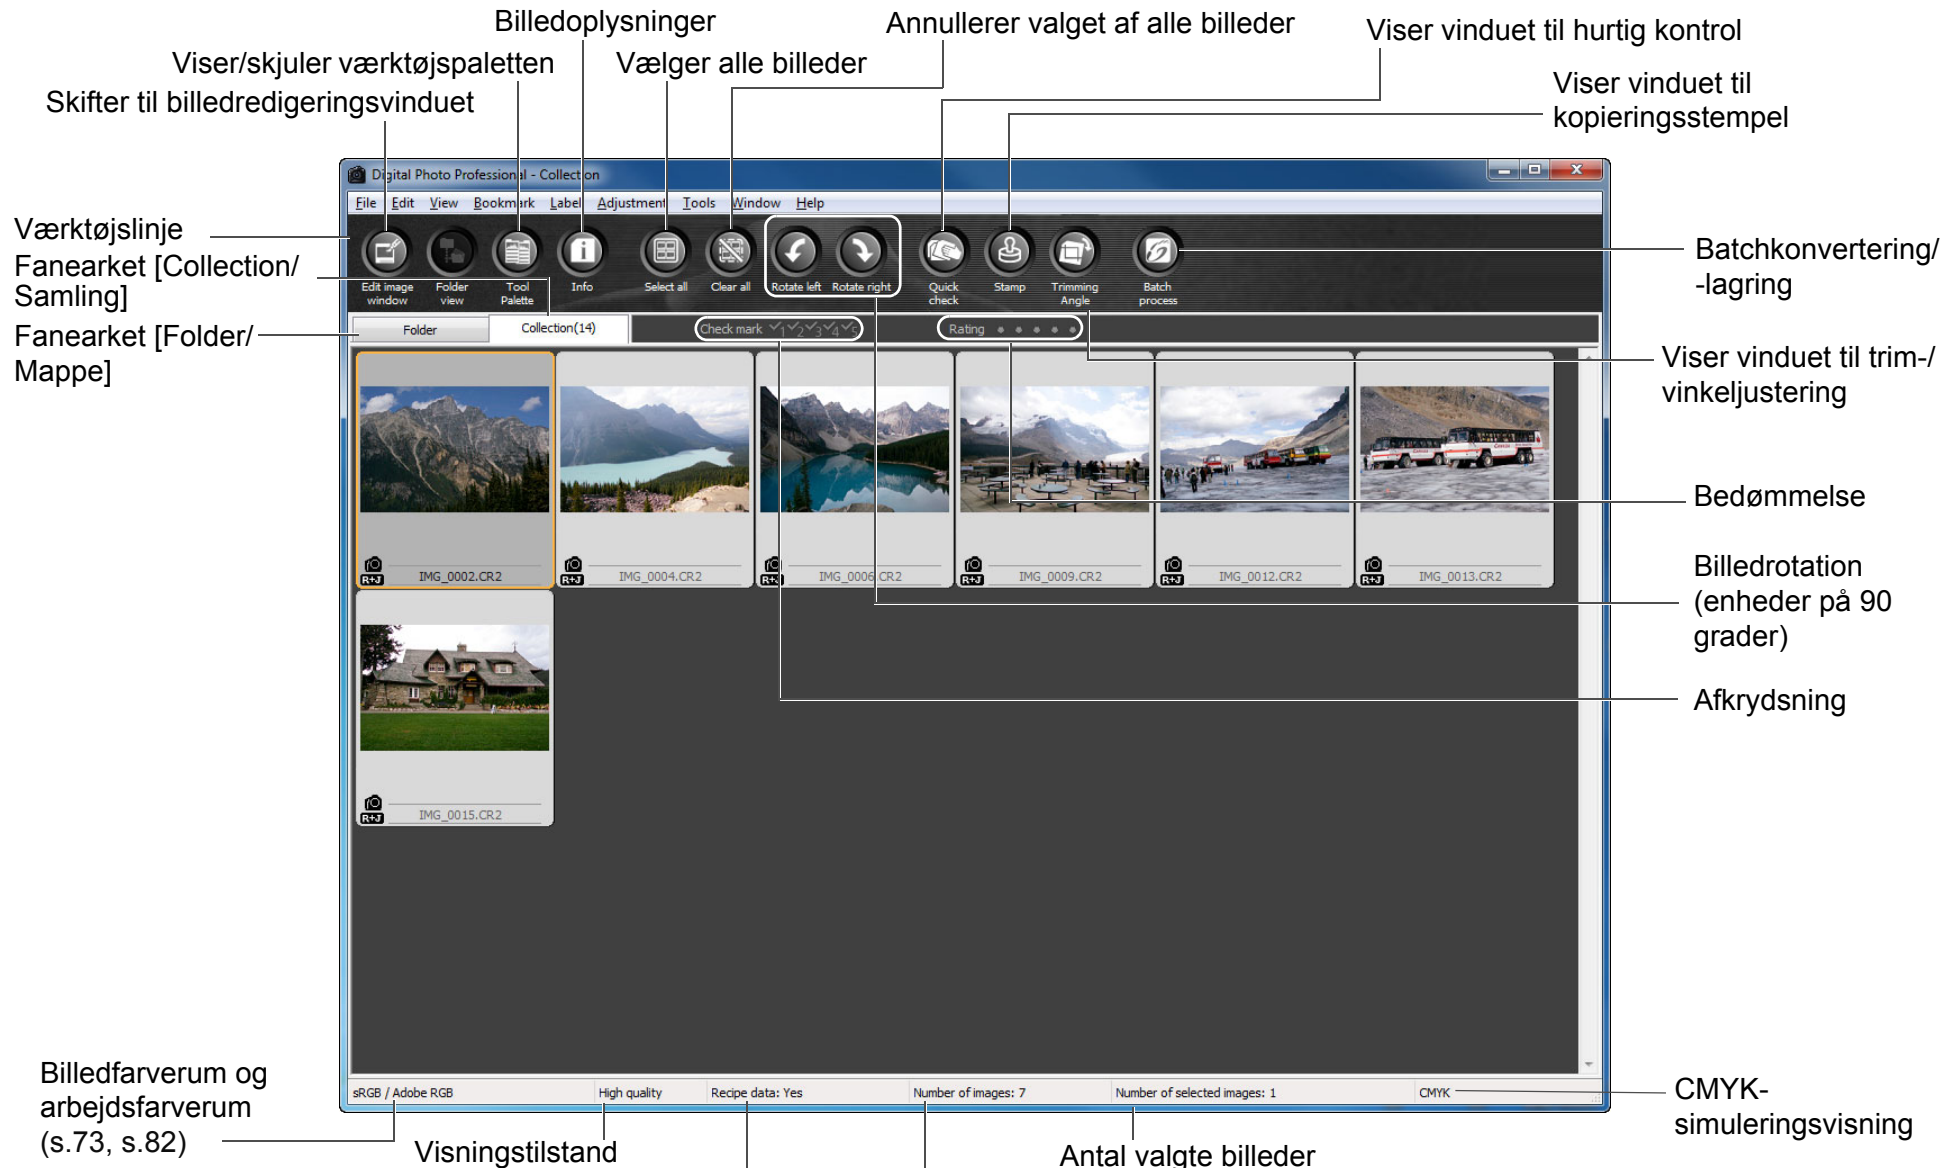 Billedoplysninger
Annullerer valget af alle billeder
Viser vinduet til hurtig kontrol
Viser/skjuler værktøjspaletten
Vælger alle billeder
Viser vinduet til
kopieringsstempel
Skifter til billedredigeringsvinduet
Digital Photo Professional - Collection
File Edit View Bookmark Label Adjustment Tools Window Help
Værktøjslinje
Fanearket [Collection/
Samling]
Fanearket [Folder/
Mappe]
Edit image
window
Folder
view
Tool
Palette
Info
Select all
Clear all
Rotate left
Rotate right
Quick
check
Stamp
Trimming
Angle
Batch
process
Batchkonvertering/
-lagring
Folder
Collection(14)
Check mark 1 2 3 4 5
Rating
Viser vinduet til trim-/
vinkeljustering
Bedømmelse
R+J IMG_0002.CR2
R+J IMG_0004.CR2
R+J IMG_0006.CR2
R+J IMG_0009.CR2
R+J IMG_0012.CR2
R+J IMG_0013.CR2
Billedrotation
(enheder på 90
grader)
Afkrydsning
R+J IMG_0015.CR2
Billedfarverum og
arbejdsfarverum
(s.73, s.82)
sRGB / Adobe RGB
High quality
Recipe data: Yes
Number of images: 7
Number of selected images: 1
CMYK
CMYK-
simuleringsvisning
Visningstilstand
Antal valgte billeder